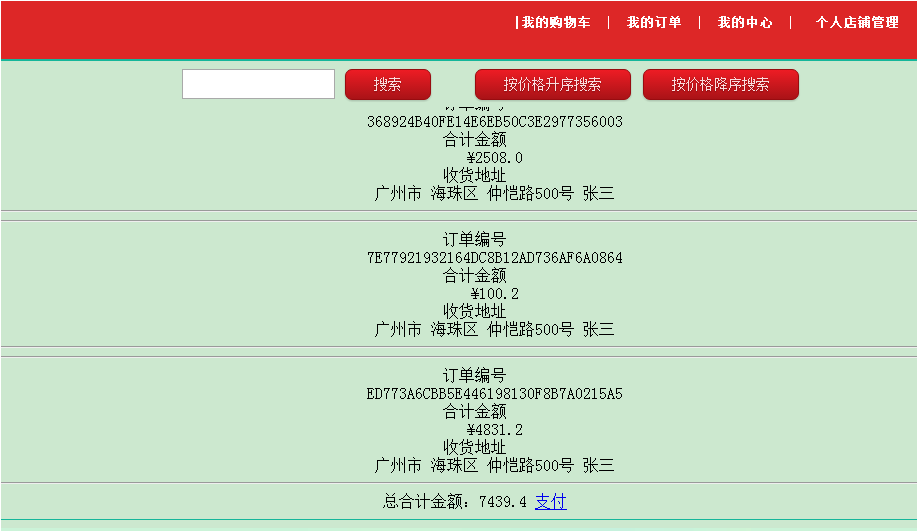 |我的购物车 | 我的订单 | 我的中心 | 个人店铺管理
搜索 按价格升序搜索 按价格降序搜索
订单编号
368924B40FE14E6EB50C3E2977356003
合计金额
¥2508.0
收货地址
广州市 海珠区 仲恺路500号 张三
订单编号
7E77921932164DC8B12AD736AF6A0864
合计金额
¥100.2
收货地址
广州市 海珠区 仲恺路500号 张三
订单编号
ED773A6CBB5E446198130F8B7A0215A5
合计金额
¥4831.2
收货地址
广州市 海珠区 仲恺路500号 张三
总合计金额：7439.4 支付